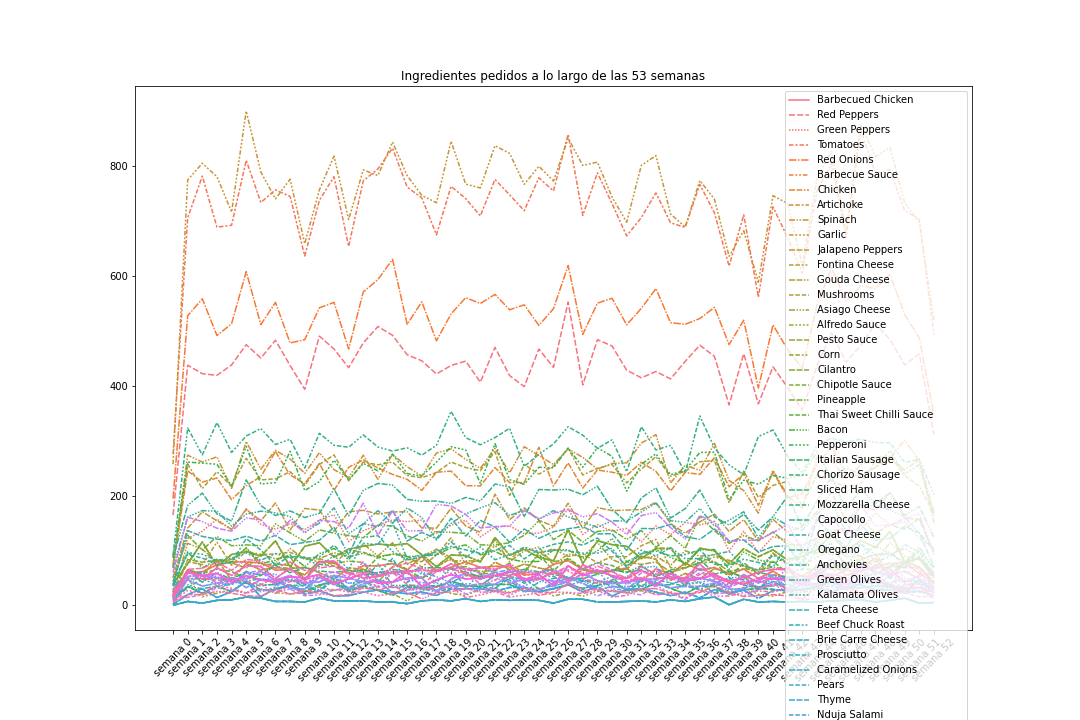 Ingredientes pedidos a lo largo de las 53 semanas
800
600
400
200
0
semana 0
semana 1
semana 2
semana 3
semana 4
semana 5
semana 6
semana 7
semana 8
semana 9
semana 10
semana 11
semana 12
semana 13
semana 14
semana 15
semana 16
semana 17
semana 18
semana 19
semana 20
semana 21
semana 22
semana 23
semana 24
semana 25
semana 26
semana 27
semana 28
semana 29
semana 30
semana 31
semana 32
semana 33
semana 34
semana 35
semana 36
semana 37
semana 38
semana 39
semana 40
semana 50
semana 51
semana 52
Barbecued Chicken
Red Peppers
Green Peppers
Tomatoes
Red Onions
Barbecue Sauce
Chicken
Artichoke
Spinach
Garlic
Jalapeno Peppers
Fontina Cheese
Gouda Cheese
Mushrooms
Asiago Cheese
Alfredo Sauce
Pesto Sauce
Corn
Cilantro
Chipotle Sauce
Pineapple
Thai Sweet Chilli Sauce
Bacon
Pepperoni
Italian Sausage
Chorizo Sausage
Sliced Ham
Mozzarella Cheese
Capocollo
Goat Cheese
Oregano
Anchovies
Green Olives
Kalamata Olives
Feta Cheese
Beef Chuck Roast
Brie Carre Cheese
Prosciutto
Caramelized Onions
Pears
Thyme
Nduja Salami